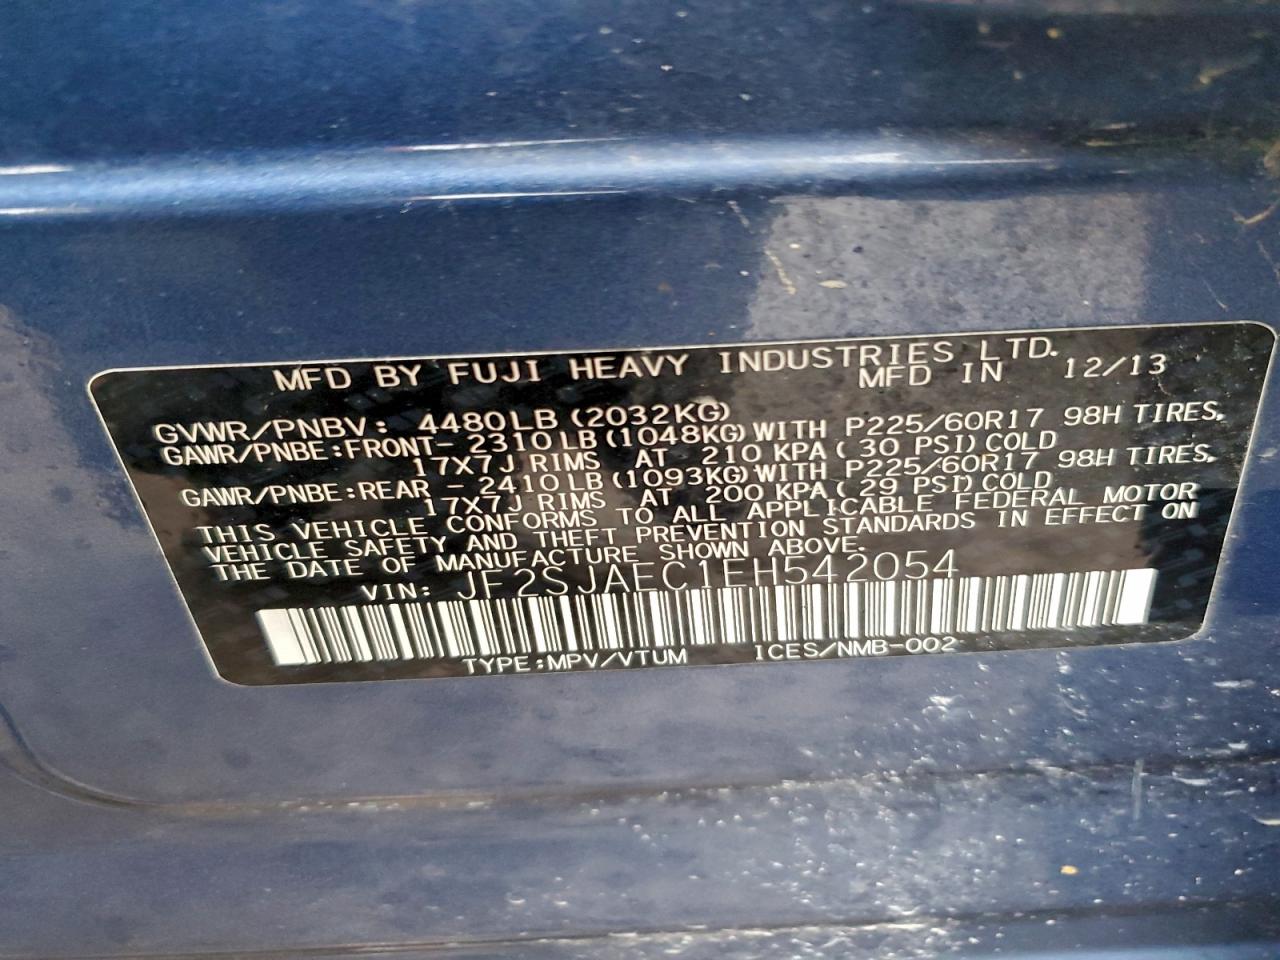 MFD BY FUJI HEAVY INDUSTRIES LTD.
MFD IN 12/13
GVWR/PNBV: 4480LB (2032KG)
GAWR/PNBE:FRONT- 2310LB(1048KG)WITH P225/60R17 98H TIRES,
17X7J RIMS AT 210 KPA( 30 PSI)COLD
GAWR/PNBE:REAR - 2410LB(1093KG)WITH P225/60R17 98H TIRES,
17X7J RIMS AT 200 KPA( 29 PSI)COLD
THIS VEHICLE CONFORMS TO ALL APPLICABLE FEDERAL MOTOR
VEHICLE SAFETY AND THEFT PREVENTION STANDARDS IN EFFECT ON
THE DATE OF MANUFACTURE SHOWN ABOVE.
VIN: JF2SJAEC1EH542054
TYPE:MPV/VTUM ICES/NMB-002